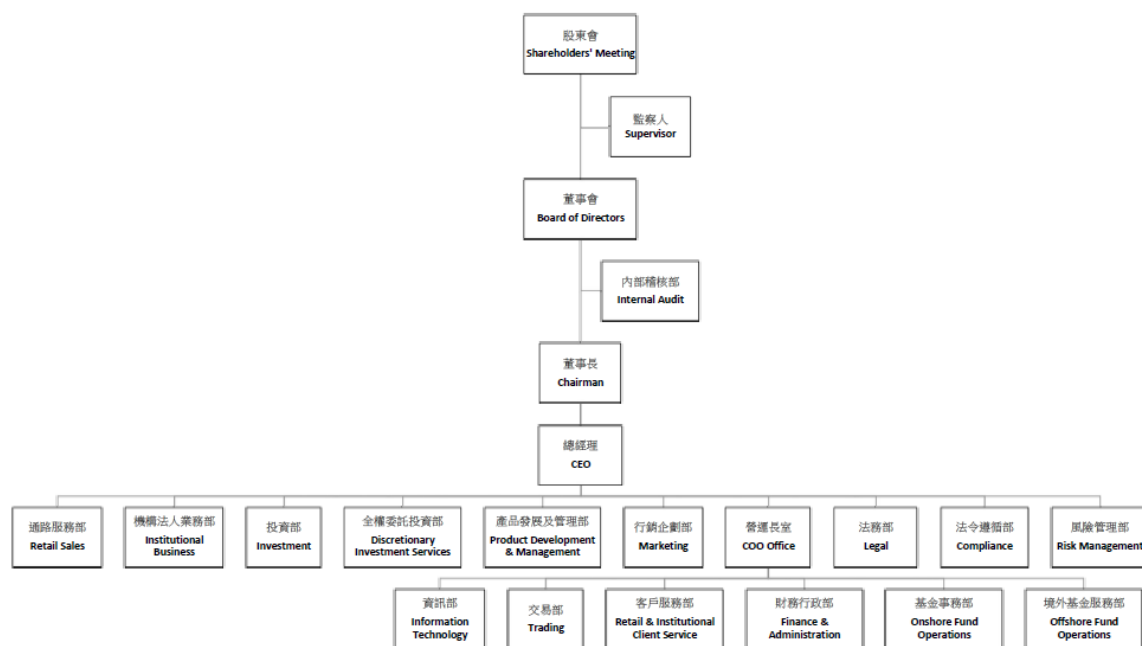 股東會
Shareholders' Meeting
監察人
Supervisor
董事會
Board of Directors
內部稽核部
Internal Audit
董事長
Chairman
總經理
CEO
通路服務部
Retail Sales
機構法人業務部
Institutional
Business
投資部
Investment
全權委託投資部
Discretionary
Investment Services
產品發展及管理部
Product Development
& Management
行銷企劃部
Marketing
營運長室
COO Office
法務部
Legal
法令遵循部
Compliance
風險管理部
Risk Management
資訊部
Information
Technology
交易部
Trading
客戶服務部
Retail & Institutional
Client Service
財務行政部
Finance &
Administration
基金事務部
Onshore Fund
Operations
境外基金服務部
Offshore Fund
Operations